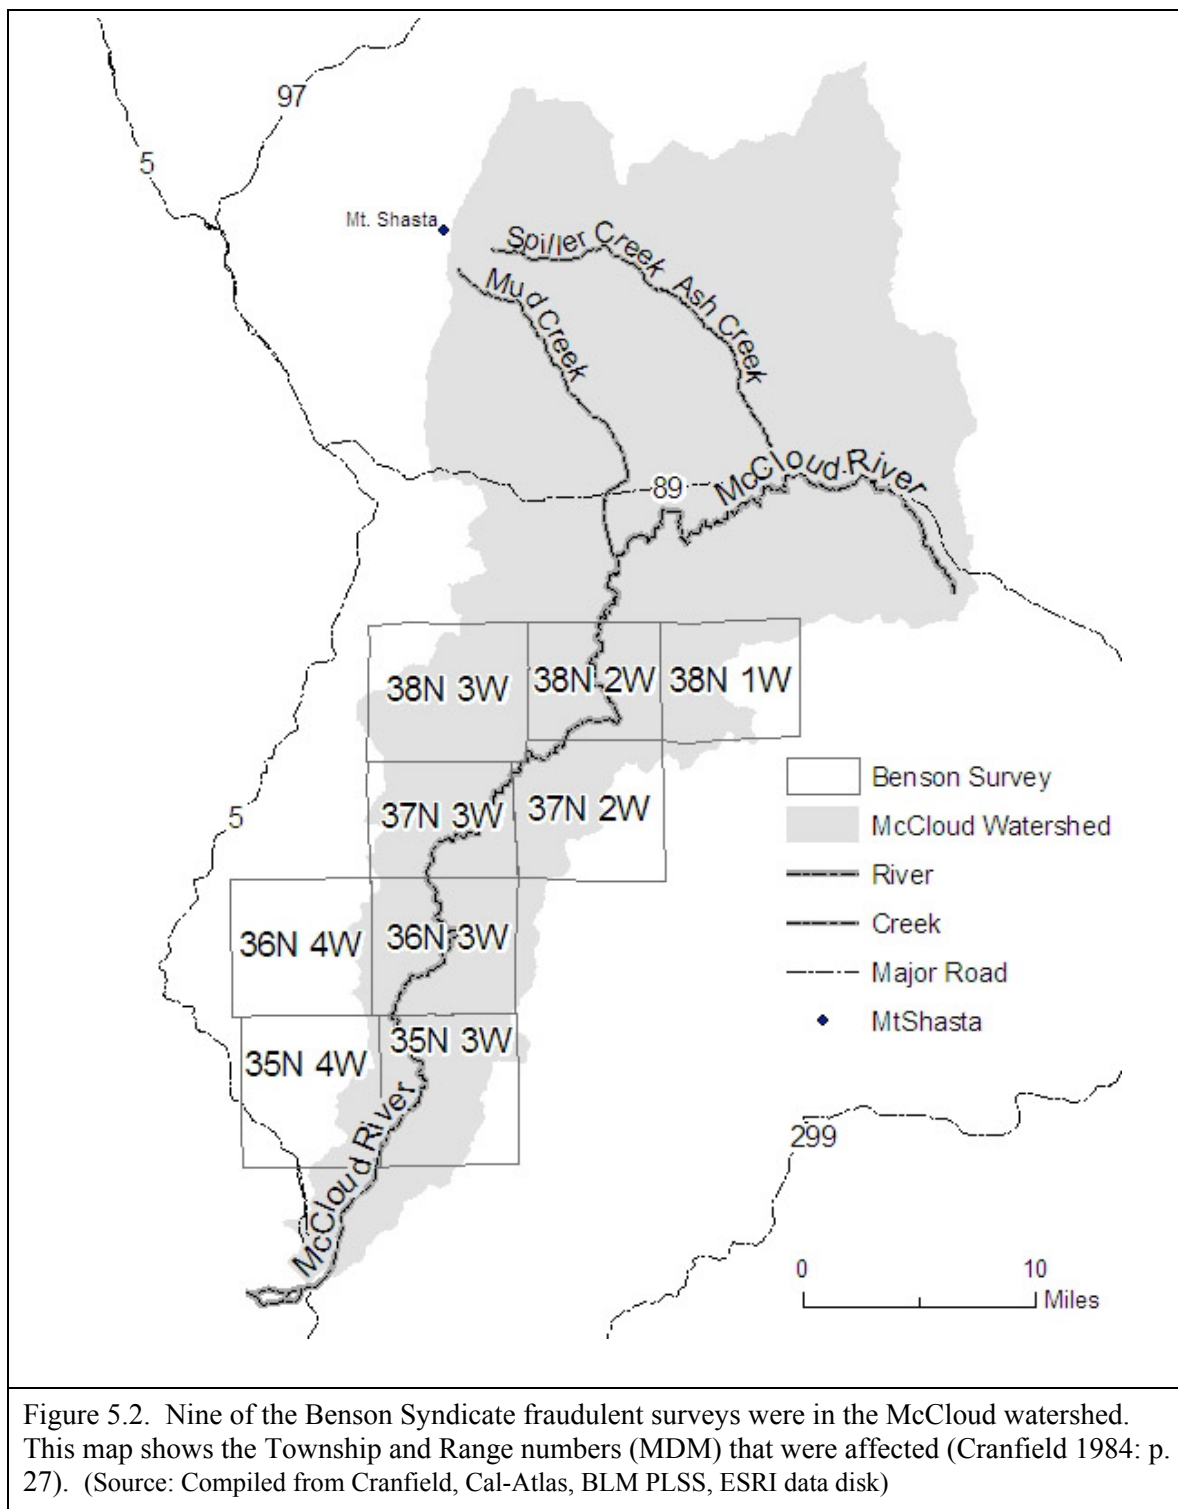 97
5
Mt. Shasta
Spiller Creek
Ash Creek
Mud Creek
McCloud River
89
38N 3W
38N 2W
38N 1W
37N 3W
37N 2W
5
36N 4W
36N 3W
35N 4W
35N 3W
McCloud River
Benson Survey
McCloud Watershed
River
Creek
Major Road
MtShasta
299
0 10
Miles
Figure 5.2. Nine of the Benson Syndicate fraudulent surveys were in the McCloud watershed.
This map shows the Township and Range numbers (MDM) that were affected (Cranfield 1984: p.
27). (Source: Compiled from Cranfield, Cal-Atlas, BLM PLSS, ESRI data disk)